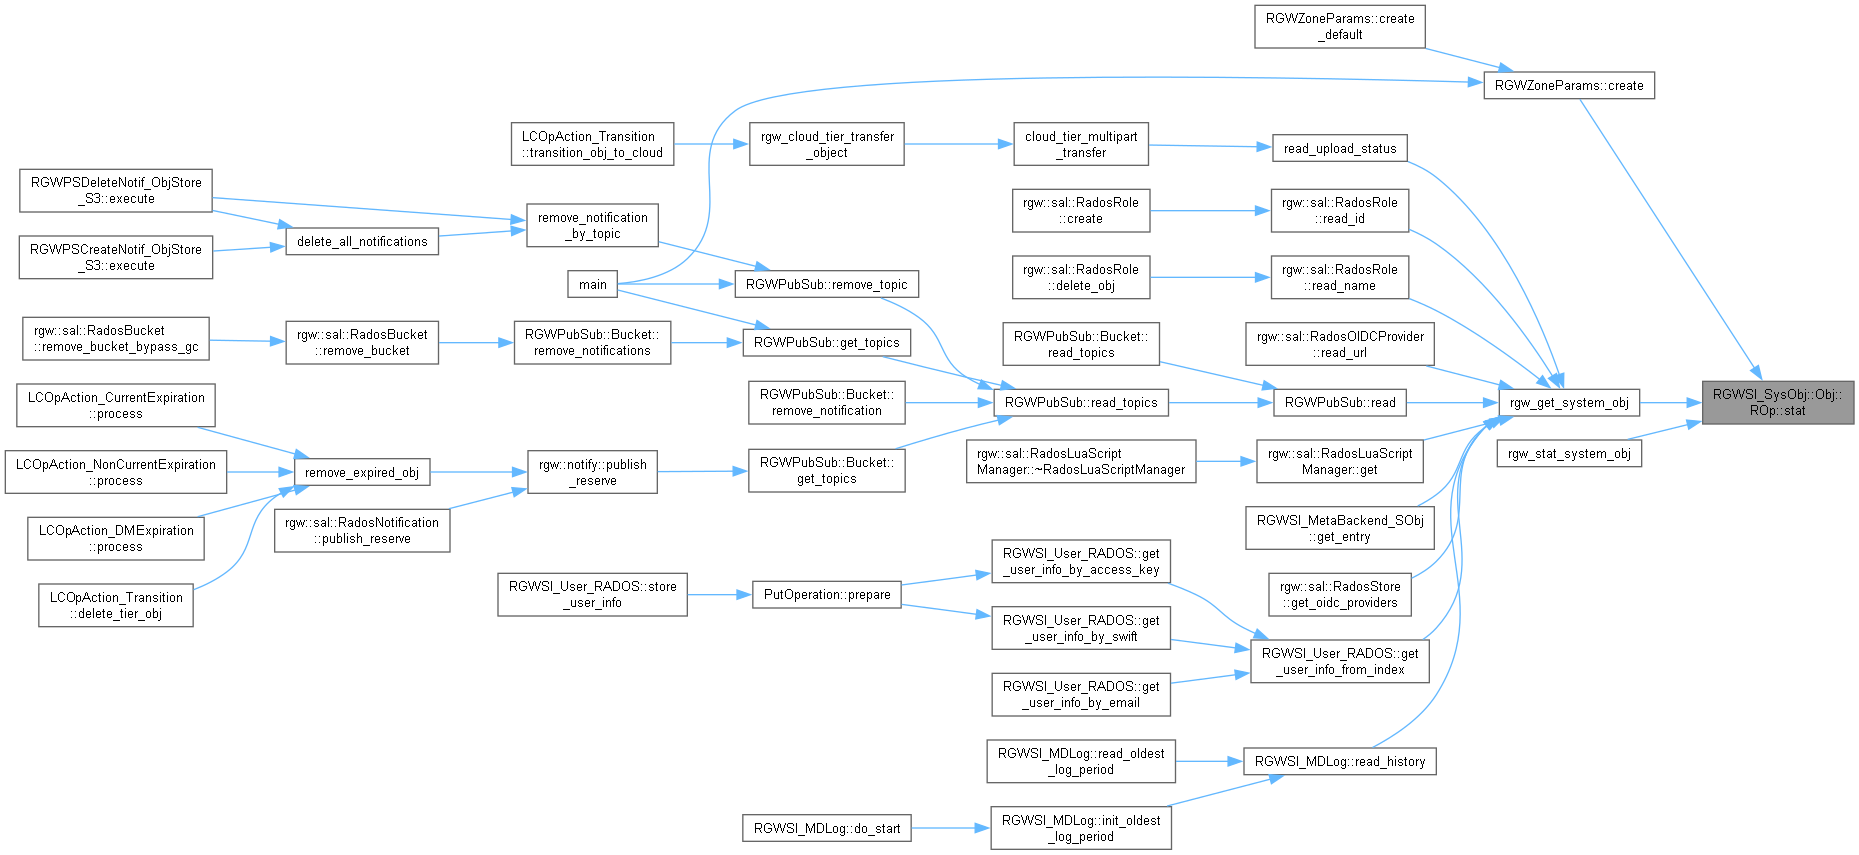 RGWZoneParams::create
_default
RGWZoneParams::create
LCOpAction_Transition
::transition_obj_to_cloud
rgw_cloud_tier_transfer
_object
cloud_tier_multipart
_transfer
read_upload_status
RGWPSDeleteNotif_ObjStore
_S3::execute
rgw::sal::RadosRole
::create
rgw::sal::RadosRole
::read_id
remove_notification
_by_topic
delete_all_notifications
RGWPSCreateNotif_ObjStore
_S3::execute
main
RGWPubSub::remove_topic
rgw::sal::RadosRole
::delete_obj
rgw::sal::RadosRole
::read_name
rgw::sal::RadosBucket
::remove_bucket_bypass_gc
rgw::sal::RadosBucket
::remove_bucket
RGWPubSub::Bucket::
remove_notifications
RGWPubSub::get_topics
RGWPubSub::Bucket::
read_topics
rgw::sal::RadosOIDCProvider
::read_url
LCOpAction_CurrentExpiration
::process
RGWPubSub::Bucket::
remove_notification
RGWPubSub::read_topics
RGWPubSub::read
rgw_get_system_obj
RGWSI_SysObj::Obj::
ROp::stat
LCOpAction_NonCurrentExpiration
::process
remove_expired_obj
rgw::notify::publish
_reserve
RGWPubSub::Bucket::
get_topics
rgw::sal::RadosLuaScript
Manager::~RadosLuaScriptManager
rgw::sal::RadosLuaScript
Manager::get
rgw_stat_system_obj
LCOpAction_DMExpiration
::process
rgw::sal::RadosNotification
::publish_reserve
RGWSI_MetaBackend_SObj
::get_entry
LCOpAction_Transition
::delete_tier_obj
RGWSI_User_RADOS::store
_user_info
PutOperation::prepare
RGWSI_User_RADOS::get
_user_info_by_access_key
rgw::sal::RadosStore
::get_oidc_providers
RGWSI_User_RADOS::get
_user_info_by_swift
RGWSI_User_RADOS::get
_user_info_from_index
RGWSI_User_RADOS::get
_user_info_by_email
RGWSI_MDLog::read_oldest
_log_period
RGWSI_MDLog::read_history
RGWSI_MDLog::do_start
RGWSI_MDLog::init_oldest
_log_period